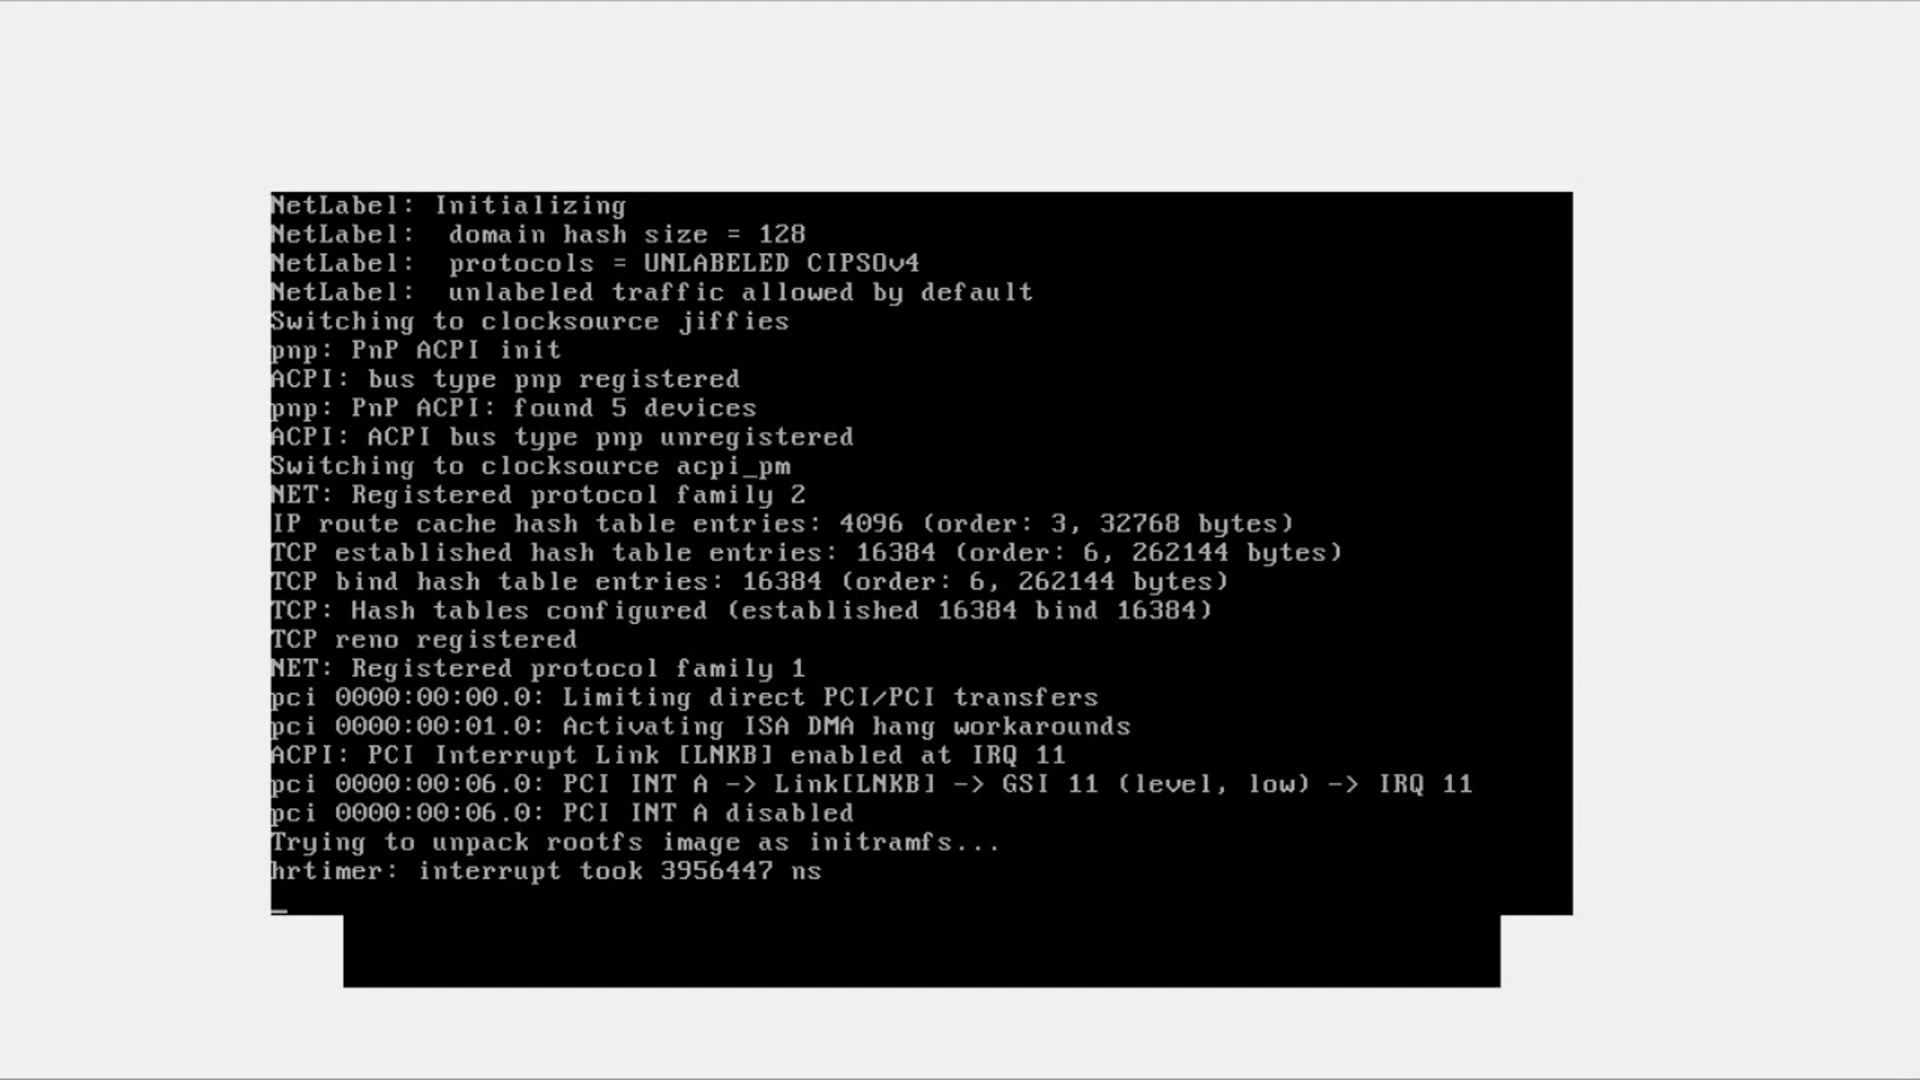 NetLabel: Initializing
NetLabel:  domain hash size = 128
NetLabel:  protocols = UNLABELED CIPSOv4
NetLabel:  unlabeled traffic allowed by default
Switching to clocksource jiffies
pnp: PnP ACPI init
ACPI: bus type pnp registered
pnp: PnP ACPI: found 5 devices
ACPI: ACPI bus type pnp unregistered
Switching to clocksource acpi_pm
NET: Registered protocol family 2
IP route cache hash table entries: 4096 (order: 3, 32768 bytes)
TCP established hash table entries: 16384 (order: 6, 262144 bytes)
TCP bind hash table entries: 16384 (order: 6, 262144 bytes)
TCP: Hash tables configured (established 16384 bind 16384)
TCP reno registered
NET: Registered protocol family 1
pci 0000:00:00.0: Limiting direct PCI/PCI transfers
pci 0000:00:01.0: Activating ISA DMA hang workarounds
ACPI: PCI Interrupt Link [LNKB] enabled at IRQ 11
pci 0000:00:06.0: PCI INT A -> Link[LNKB] -> GSI 11 (level, low) -> IRQ 11
pci 0000:00:06.0: PCI INT A disabled
Trying to unpack rootfs image as initramfs...
hrtimer: interrupt took 3956447 ns